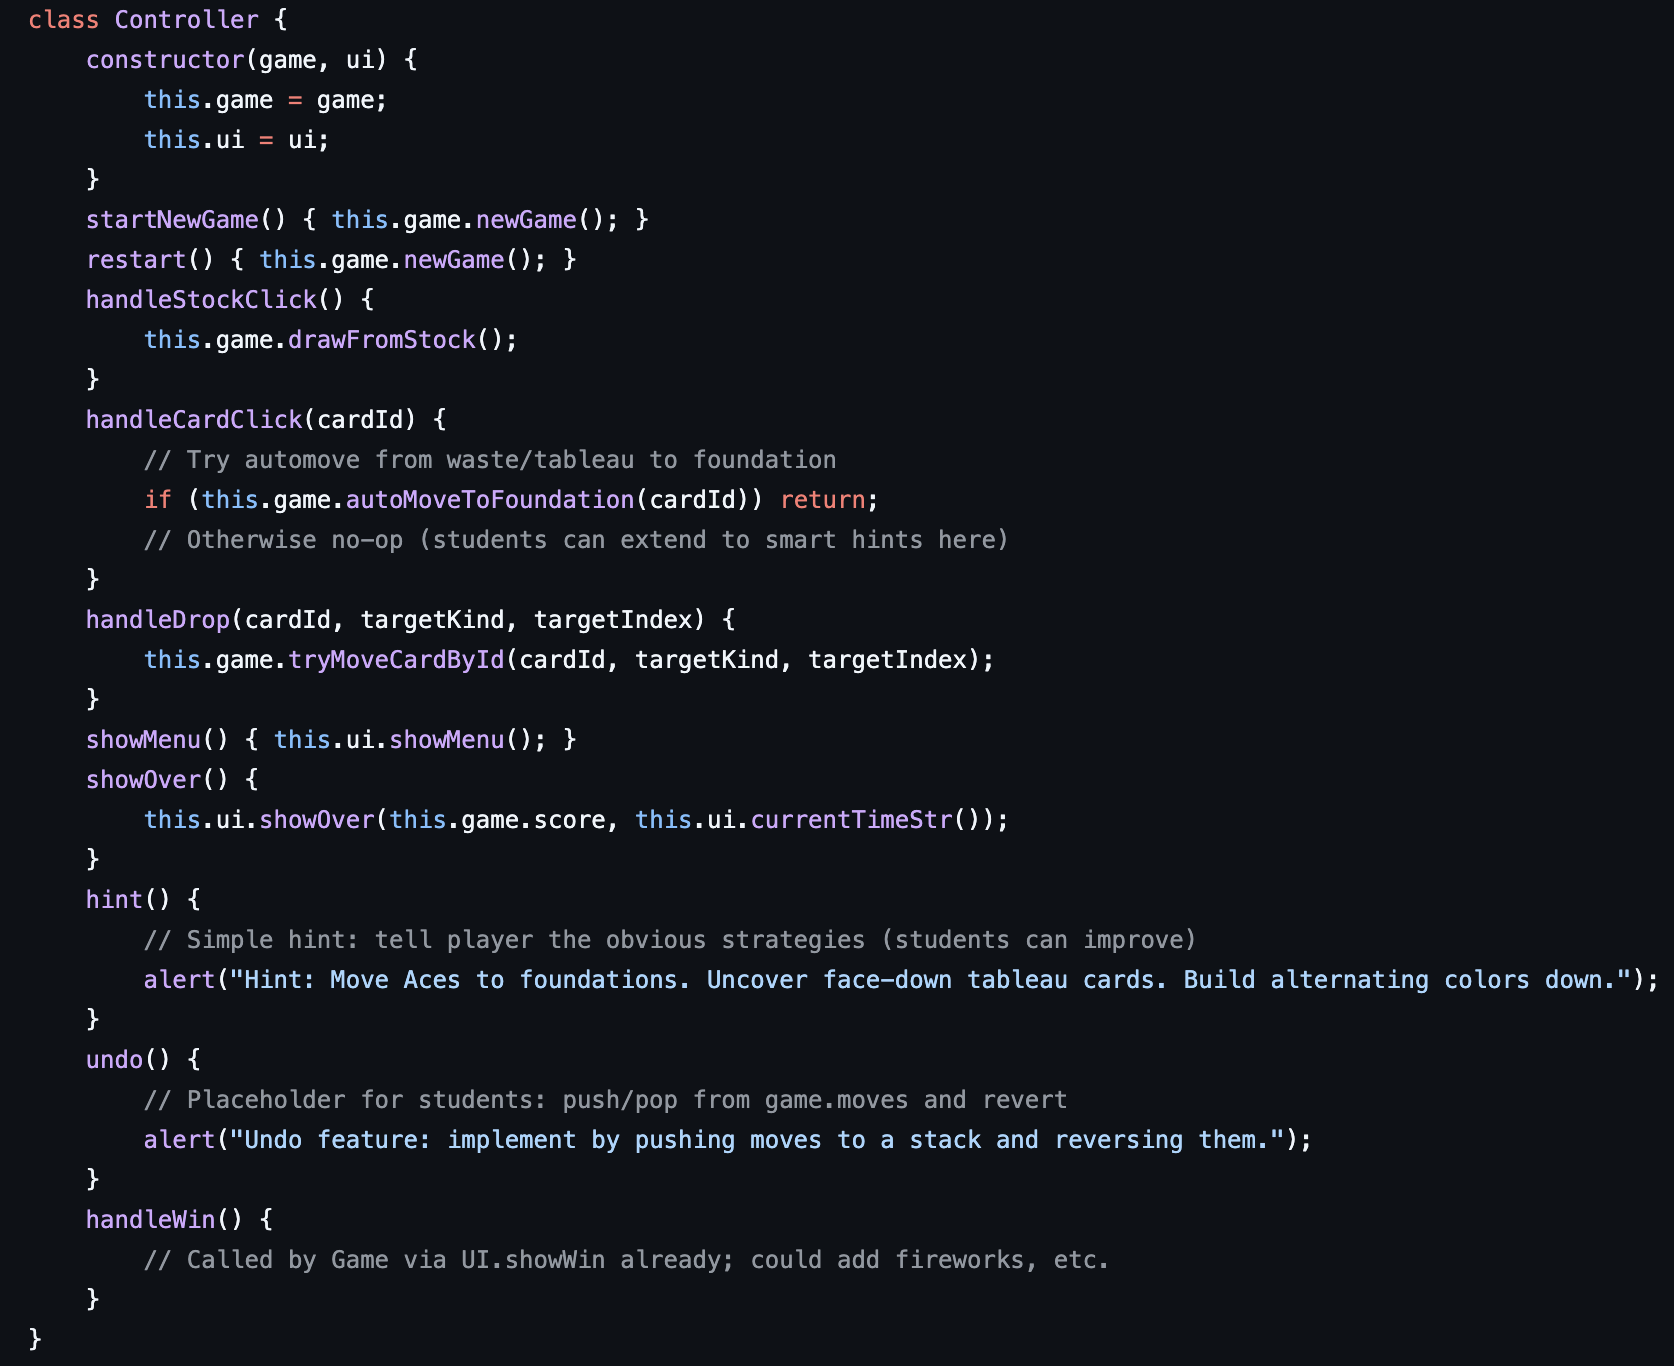 class Controller {
    constructor(game, ui) {
        this.game = game;
        this.ui = ui;
    }
    startNewGame() { this.game.newGame(); }
    restart() { this.game.newGame(); }
    handleStockClick() {
        this.game.drawFromStock();
    }
    handleCardClick(cardId) {
        // Try automove from waste/tableau to foundation
        if (this.game.autoMoveToFoundation(cardId)) return;
        // Otherwise no-op (students can extend to smart hints here)
    }
    handleDrop(cardId, targetKind, targetIndex) {
        this.game.tryMoveCardById(cardId, targetKind, targetIndex);
    }
    showMenu() { this.ui.showMenu(); }
    showOver() {
        this.ui.showOver(this.game.score, this.ui.currentTimeStr());
    }
    hint() {
        // Simple hint: tell player the obvious strategies (students can improve)
        alert("Hint: Move Aces to foundations. Uncover face-down tableau cards. Build alternating colors down.");
    }
    undo() {
        // Placeholder for students: push/pop from game.moves and revert
        alert("Undo feature: implement by pushing moves to a stack and reversing them.");
    }
    handleWin() {
        // Called by Game via UI.showWin already; could add fireworks, etc.
    }
}